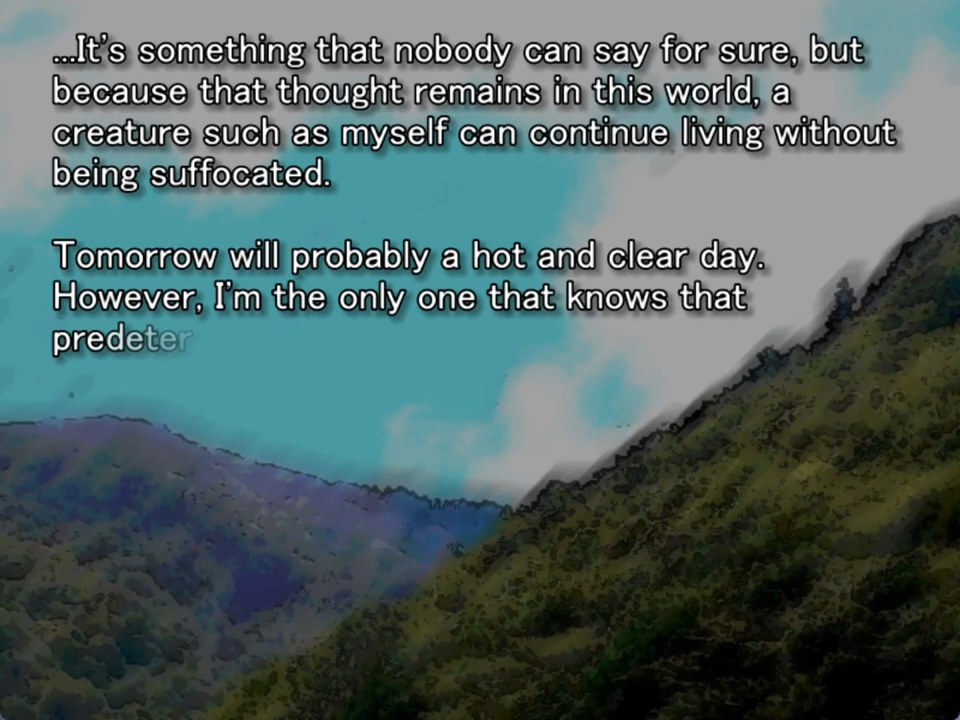 ...It's something that nobody can say for sure, but
because that thought remains in this world, a
creature such as myself can continue living without
being suffocated.
Tomorrow will probably a hot and clear day.
However, I'm the only one that knows that
predeter